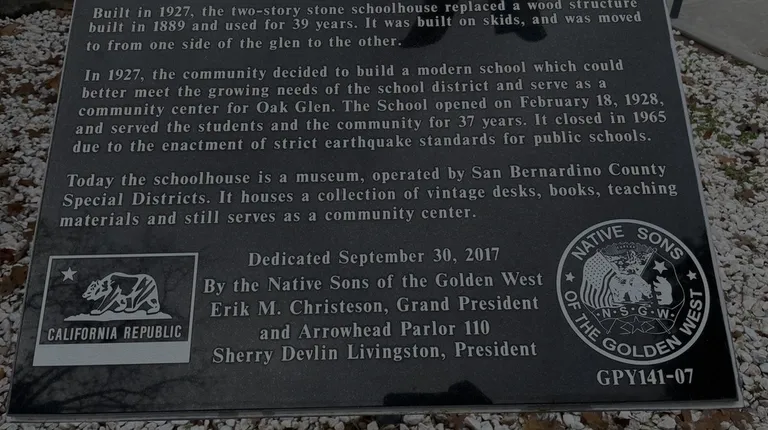 Built in 1927, the two-story stone schoolhouse replaced a wood structure
built in 1889 and used for 39 years. It was built on skids, and was moved
to from one side of the glen to the other.
In 1927, the community decided to build a modern school which could
better meet the growing needs of the school district and serve as a
community center for Oak Glen. The School opened on February 18, 1928,
and served the students and the community for 37 years. It closed in 1965
due to the enactment of strict earthquake standards for public schools.
Today the schoolhouse is a museum, operated by San Bernardino County
Special Districts. It houses a collection of vintage desks, books, teaching
materials and still serves as a community center.
Dedicated September 30, 2017
By the Native Sons of the Golden West
Erik M. Christeson, Grand President
and Arrowhead Parlor 110
Sherry Devlin Livingston, President
CALIFORNIA REPUBLIC
NATIVE SONS
OF THE GOLDEN WEST
N·S·G·W
GPY141-07